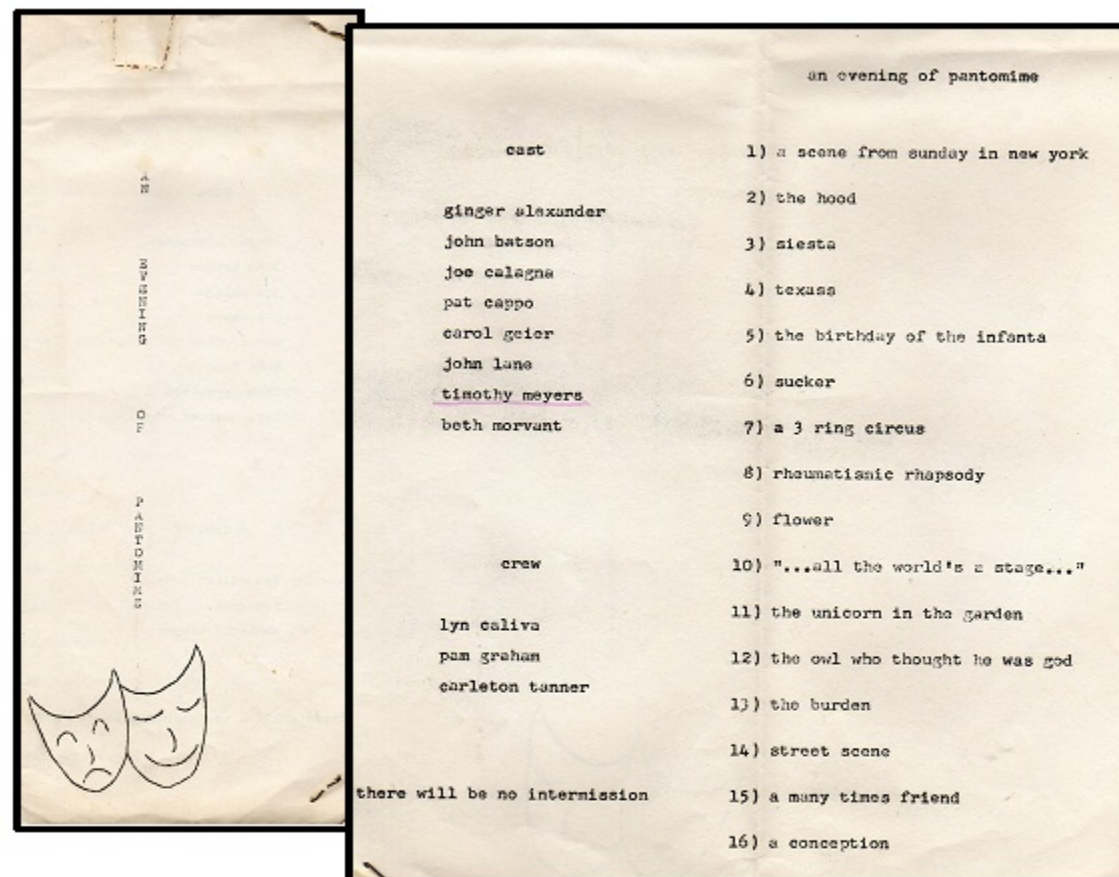 AN EVENING OF PANTOMIME
an evening of pantomime
cast
ginger alexander
john batson
joe calagna
pat cappo
carol geier
john lane
timothy meyers
beth morvant
crew
lyn caliva
pam graham
carleton tanner
there will be no intermission
1) a scene from sunday in new york
2) the hood
3) siesta
4) texass
5) the birthday of the infanta
6) sucker
7) a 3 ring circus
8) rheumatismic rhapsody
9) flower
10) "...all the world's a stage..."
11) the unicorn in the garden
12) the owl who thought he was god
13) the burden
14) street scene
15) a many times friend
16) a conception